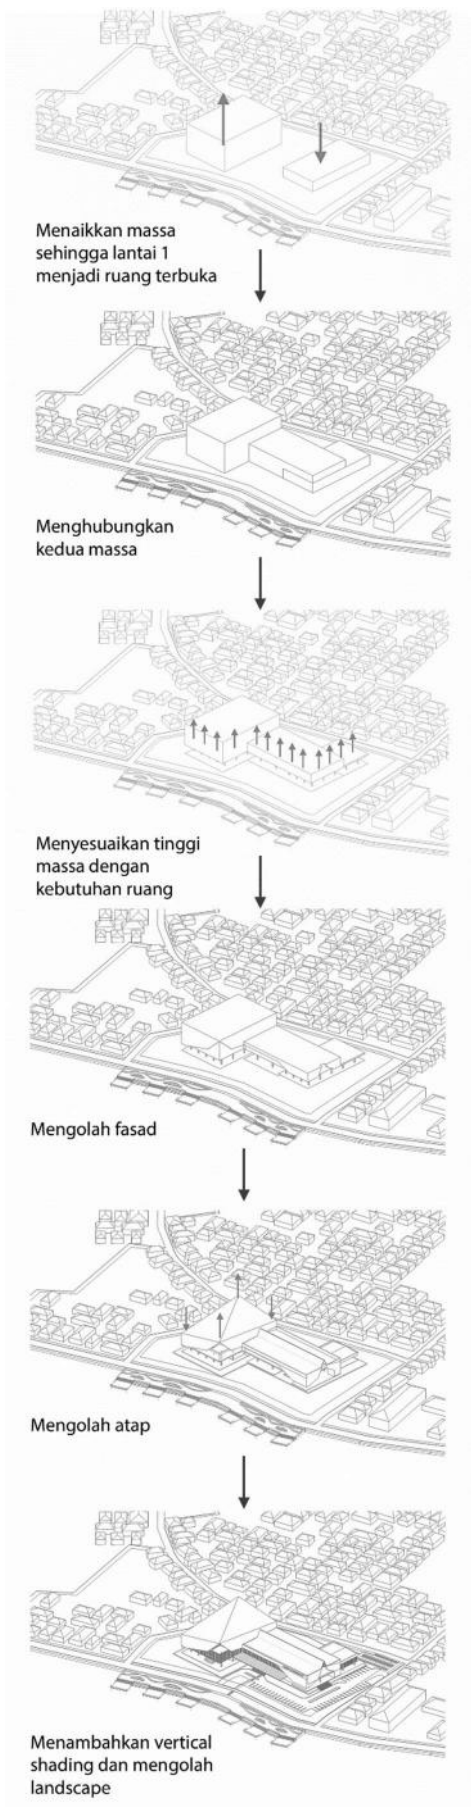 Menaikkan massa
sehingga lantai 1
menjadi ruang terbuka
Menghubungkan
kedua massa
Menyesuaikan tinggi
massa dengan
kebutuhan ruang
Mengolah fasad
Mengolah atap
Menambahkan vertical
shading dan mengolah
landscape